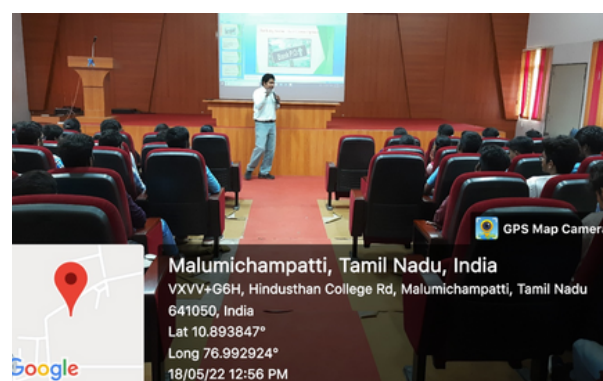 GPS Map Camera
Malumichampatti, Tamil Nadu, India
VXVV+G6H, Hindusthan College Rd, Malumichampatti, Tamil Nadu
641050, India
Lat 10.893847°
Long 76.992924°
18/05/22 12:56 PM
Google